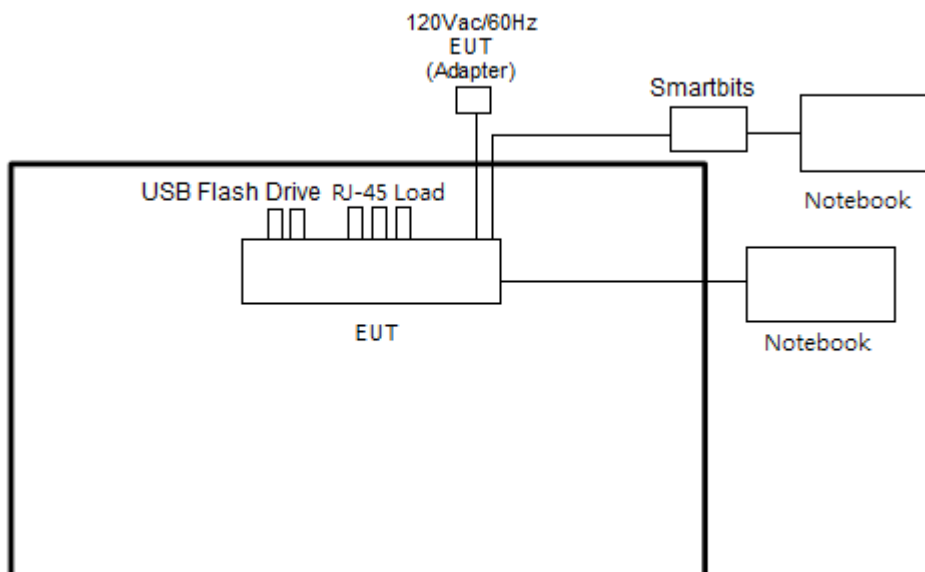 120Vac/60Hz
EUT
(Adapter)
Smartbits
Notebook
USB Flash Drive RJ-45 Load
EUT
Notebook